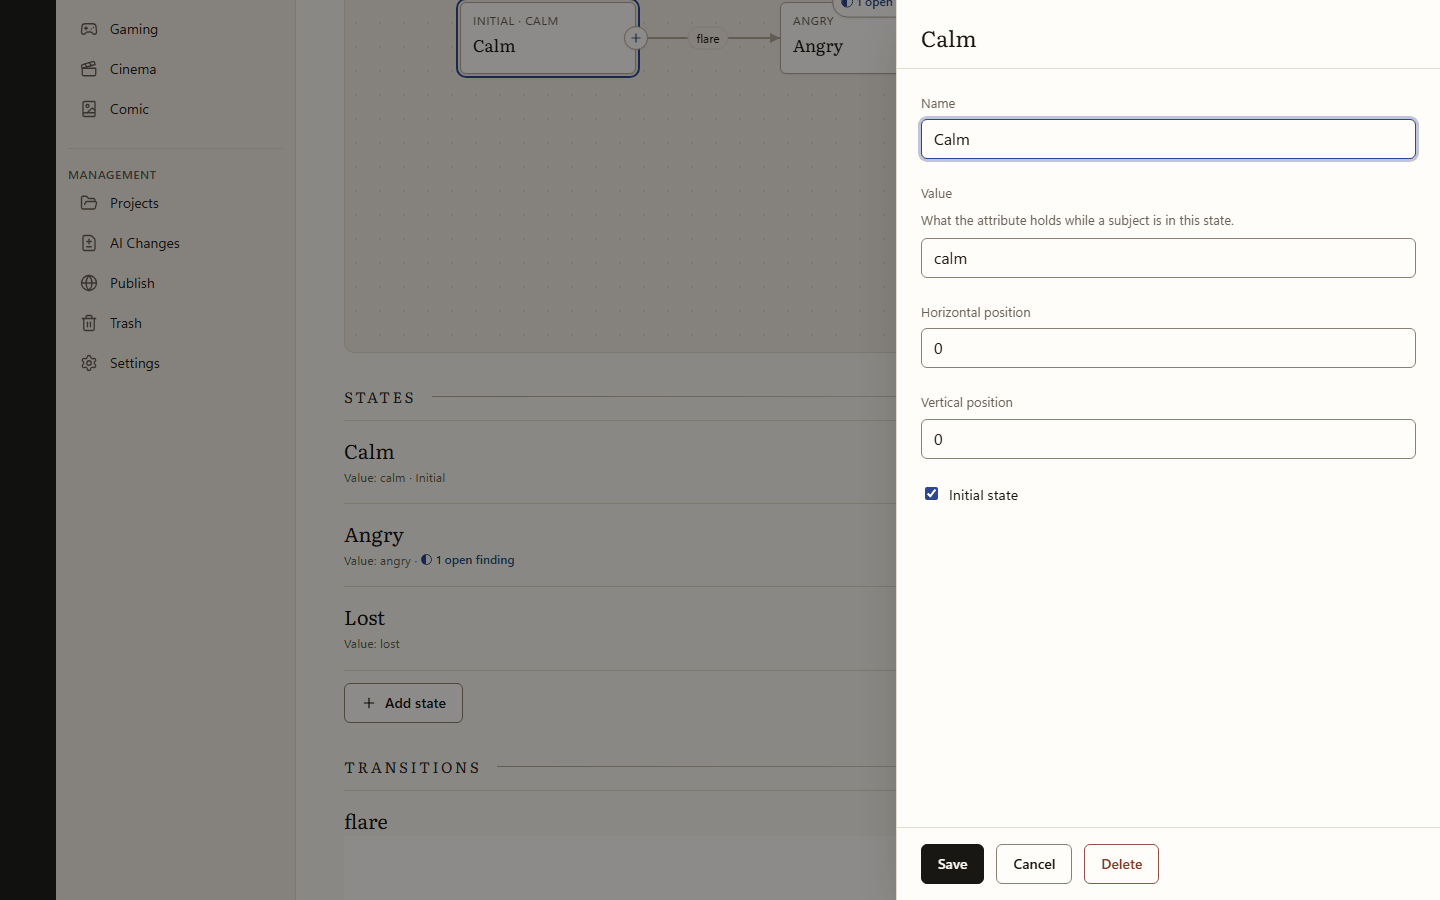 Gaming
Cinema
Comic
MANAGEMENT
Projects
AI Changes
Publish
Trash
Settings
INITIAL · CALM
Calm
flare
1 open
ANGRY
Angry
STATES
Calm
Value: calm · Initial
Angry
Value: angry · 1 open finding
Lost
Value: lost
Add state
TRANSITIONS
flare
Calm
Name
Calm
Value
What the attribute holds while a subject is in this state.
calm
Horizontal position
0
Vertical position
0
Initial state
Save Cancel Delete